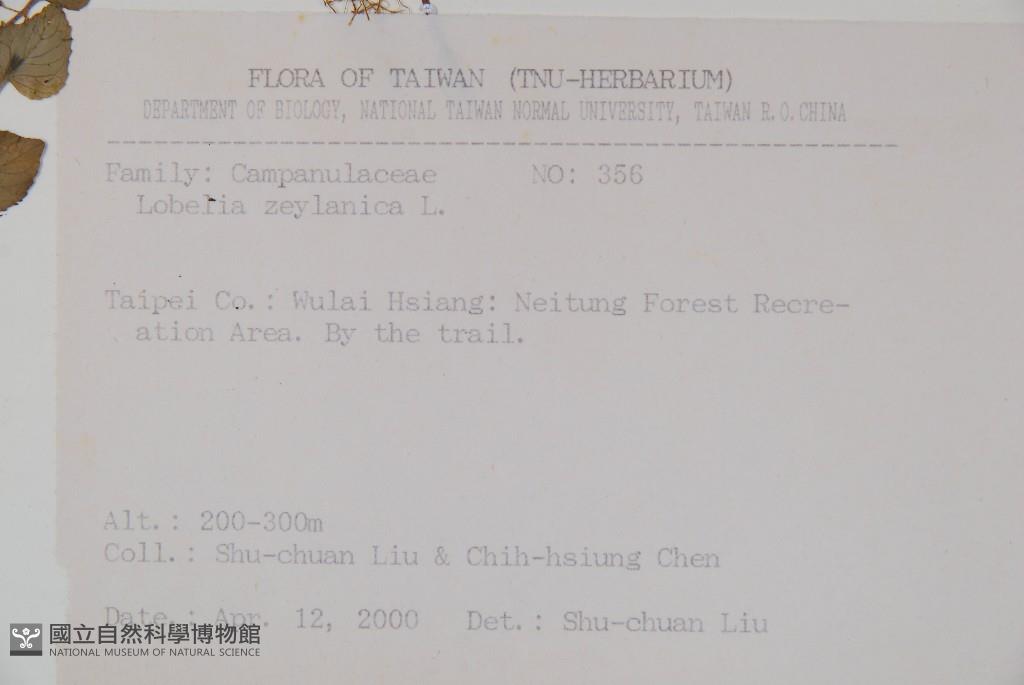 FLORA OF TAIWAN (TNU-HERBARIUM)
DEPARTMENT OF BIOLOGY, NATIONAL TAIWAN NORMAL UNIVERSITY, TAIWAN R.O.CHINA
Family: Campanulaceae NO: 356
Lobelia zeylanica L.
Taipei Co.: Wulai Hsiang: Neitung Forest Recre-
ation Area. By the trail.
Alt.: 200-300m
Coll.: Shu-chuan Liu & Chih-hsiung Chen
Date.: Apr. 12, 2000 Det.: Shu-chuan Liu
國立自然科學博物館
NATIONAL MUSEUM OF NATURAL SCIENCE